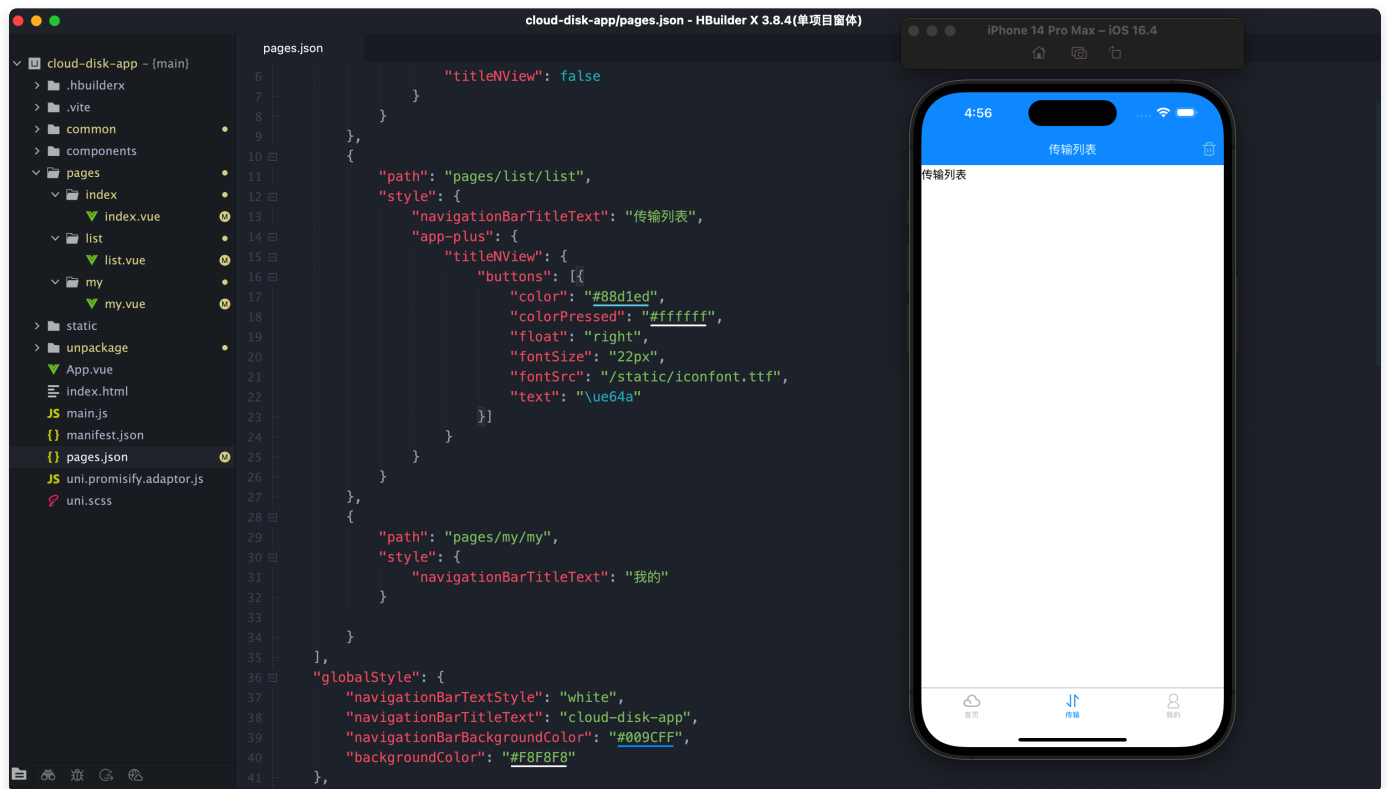 cloud-disk-app/pages.json - HBuilder X 3.8.4(单项目窗体)
cloud-disk-app – {main}
.hbuilderx
.vite
common
components
pages
index
index.vue
M
list
list.vue
M
my
my.vue
M
static
unpackage
App.vue
index.html
JS main.js
{} manifest.json
{} pages.json
M
JS uni.promisify.adaptor.js
uni.scss
pages.json
6 "titleNView": false
7 }
8 }
9 },
10 {
11 "path": "pages/list/list",
12 "style": {
13 "navigationBarTitleText": "传输列表",
14 "app-plus": {
15 "titleNView": {
16 "buttons": [{
17 "color": "#88d1ed",
18 "colorPressed": "#ffffff",
19 "float": "right",
20 "fontSize": "22px",
21 "fontSrc": "/static/iconfont.ttf",
22 "text": "\ue64a"
23 }]
24 }
25 }
26 }
27 },
28 {
29 "path": "pages/my/my",
30 "style": {
31 "navigationBarTitleText": "我的"
32 }
33
34 }
35 ],
36 "globalStyle": {
37 "navigationBarTextStyle": "white",
38 "navigationBarTitleText": "cloud-disk-app",
39 "navigationBarBackgroundColor": "#009CFF",
40 "backgroundColor": "#F8F8F8"
41 },
iPhone 14 Pro Max – iOS 16.4
4:56
传输列表
传输列表
首页
传输
我的